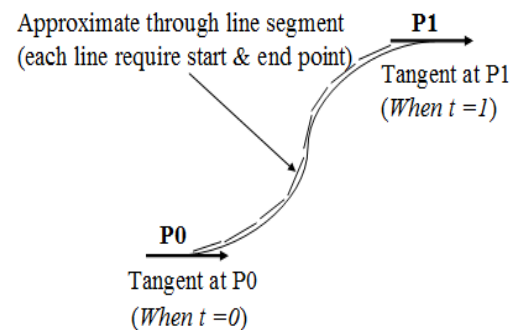 Approximate through line segment
(each line require start & end point)
P1
Tangent at P1
(When t =1)
P0
Tangent at P0
(When t =0)